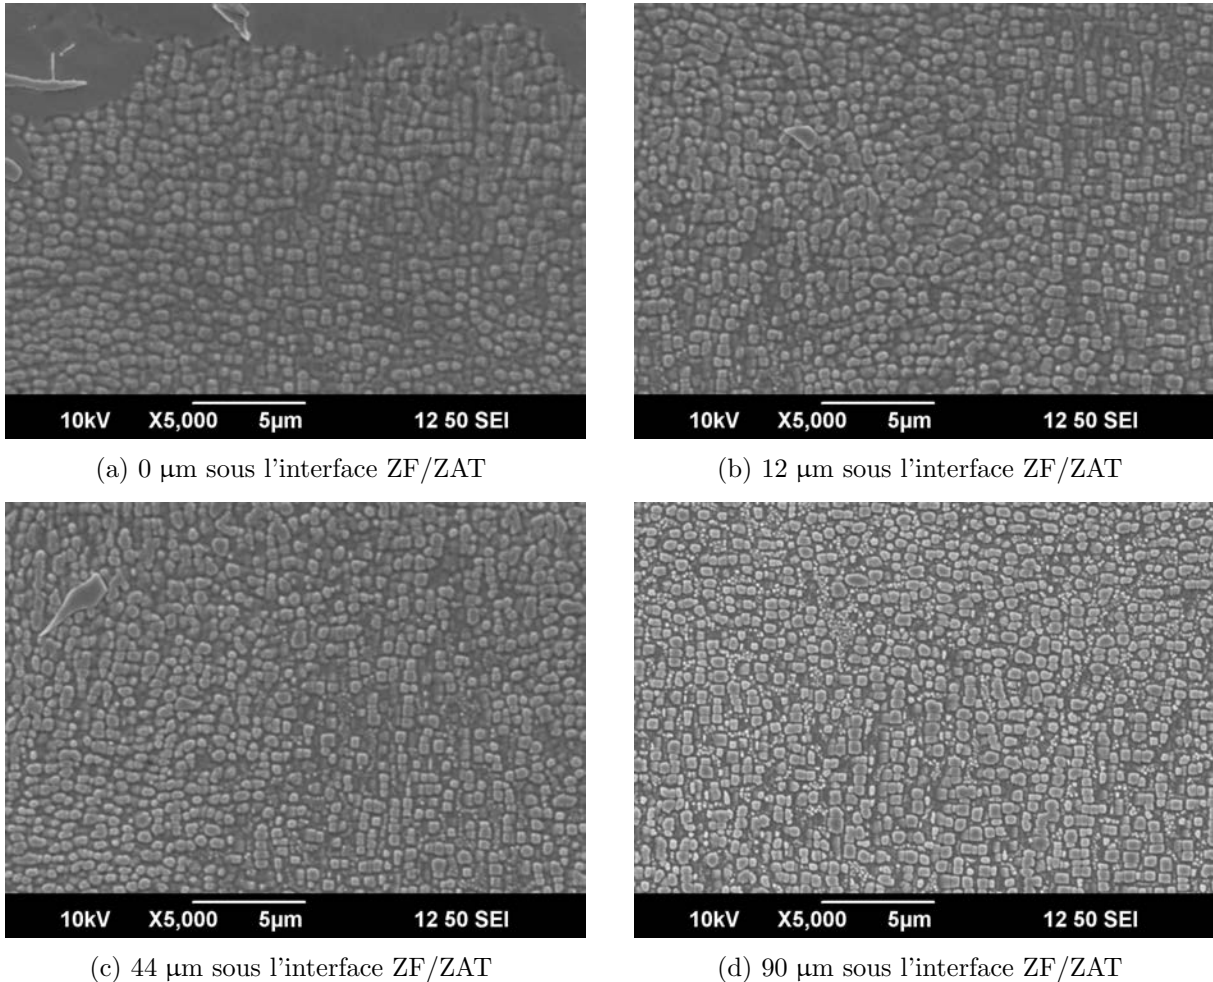 10kV X5,000 5μm 12 50 SEI
10kV X5,000 5μm 12 50 SEI
(a) 0 μm sous l'interface ZF/ZAT
(b) 12 μm sous l'interface ZF/ZAT
10kV X5,000 5μm 12 50 SEI
10kV X5,000 5μm 12 50 SEI
(c) 44 μm sous l'interface ZF/ZAT
(d) 90 μm sous l'interface ZF/ZAT